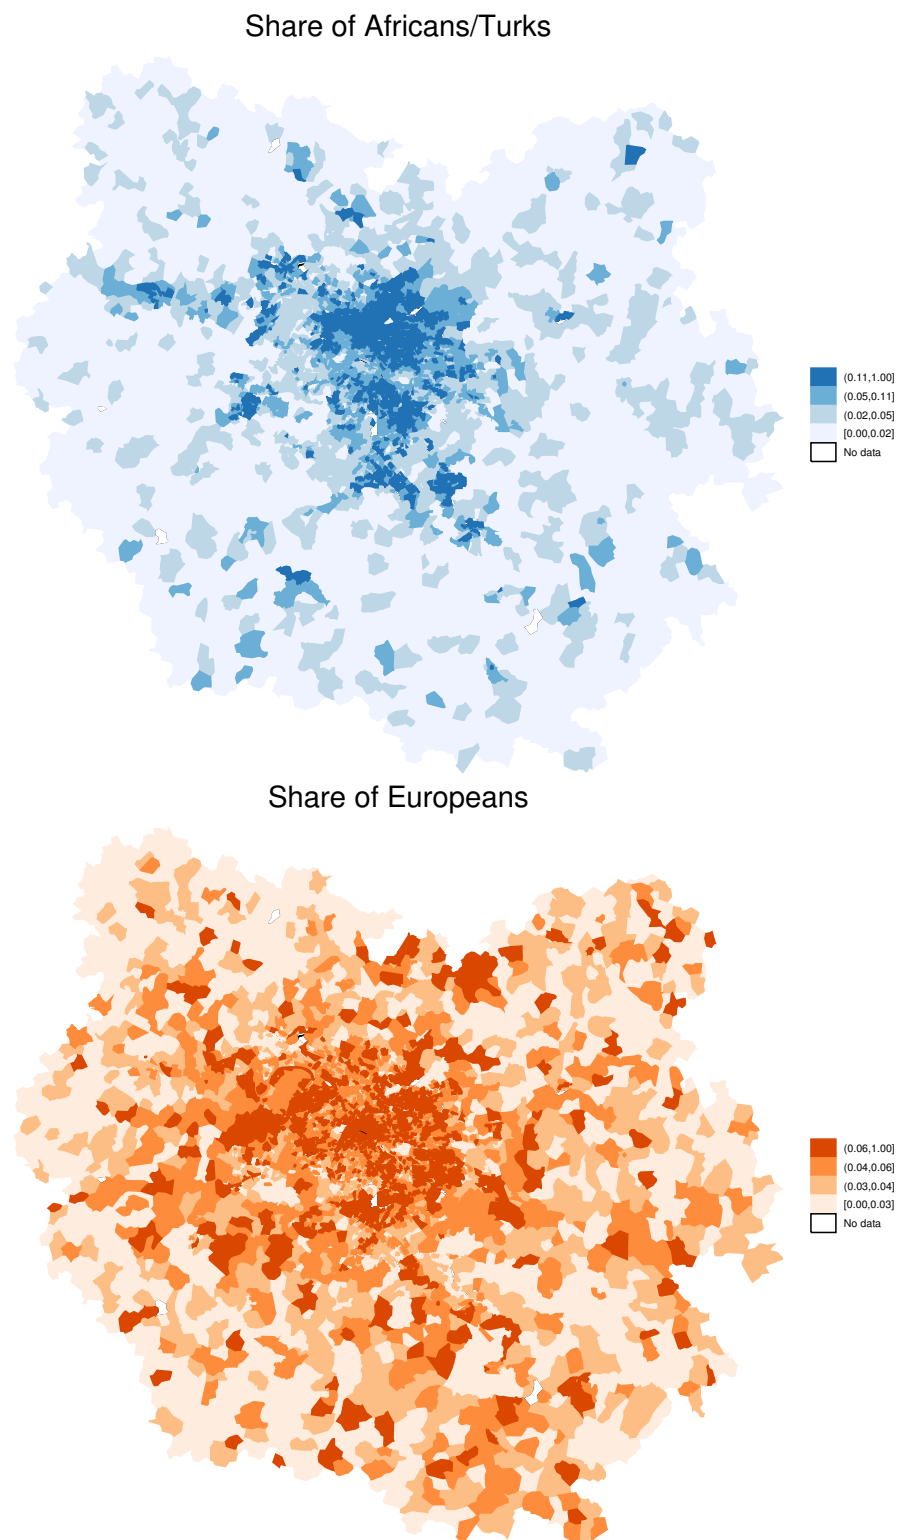 Share of Africans/Turks
(0.11,1.00]
(0.05,0.11]
(0.02,0.05]
[0.00,0.02]
No data
Share of Europeans
(0.06,1.00]
(0.04,0.06]
(0.03,0.04]
[0.00,0.03]
No data